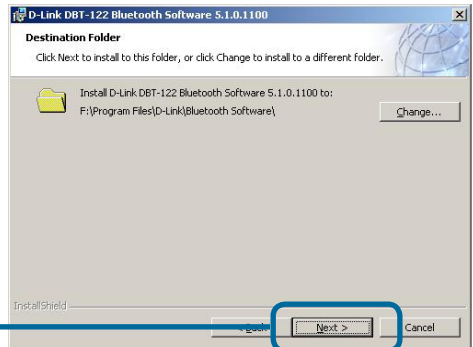 D-Link DBT-122 Bluetooth Software 5.1.0.1100
Destination Folder
Click Next to install to this folder, or click Change to install to a different folder.
Install D-Link DBT-122 Bluetooth Software 5.1.0.1100 to:
F:\Program Files\D-Link\Bluetooth Software\
Change...
InstallShield
< Back Next > Cancel